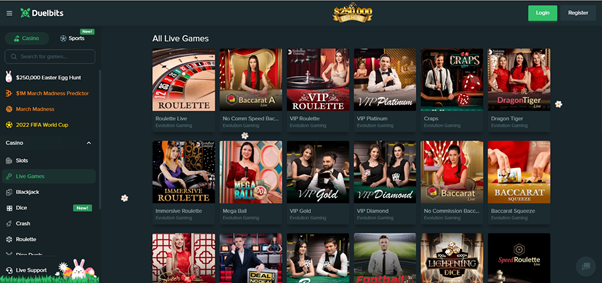 Duelbits
$250,000
Login
Register
Casino
Sports
New!
Search for games...
$250,000 Easter Egg Hunt
$1M March Madness Predictor
March Madness
2022 FIFA World Cup
Casino
Slots
Live Games
Blackjack
Dice
New!
Crash
Roulette
Live Support
All Live Games
ROULETTE
Baccarat A
VIP
ROULETTE
VIP Platinum
CRAPS
DragonTiger
Roulette Live
No Comm Speed Bac...
VIP Roulette
VIP Platinum
Craps
Dragon Tiger
Evolution Gaming
Evolution Gaming
Evolution Gaming
Evolution Gaming
Evolution Gaming
Evolution Gaming
IMMERSIVE
ROULETTE
MEGA
BALL
VIP Gold
VIP Diamond
Baccarat
BACCARAT
SQUEEZE
Immersive Roulette
Mega Ball
VIP Gold
VIP Diamond
No Commission Bacc...
Baccarat Squeeze
Evolution Gaming
Evolution Gaming
Evolution Gaming
Evolution Gaming
Evolution Gaming
Evolution Gaming
DEAL
NO DEAL
Football
LIGHTNING
DICE
Speed Roulette